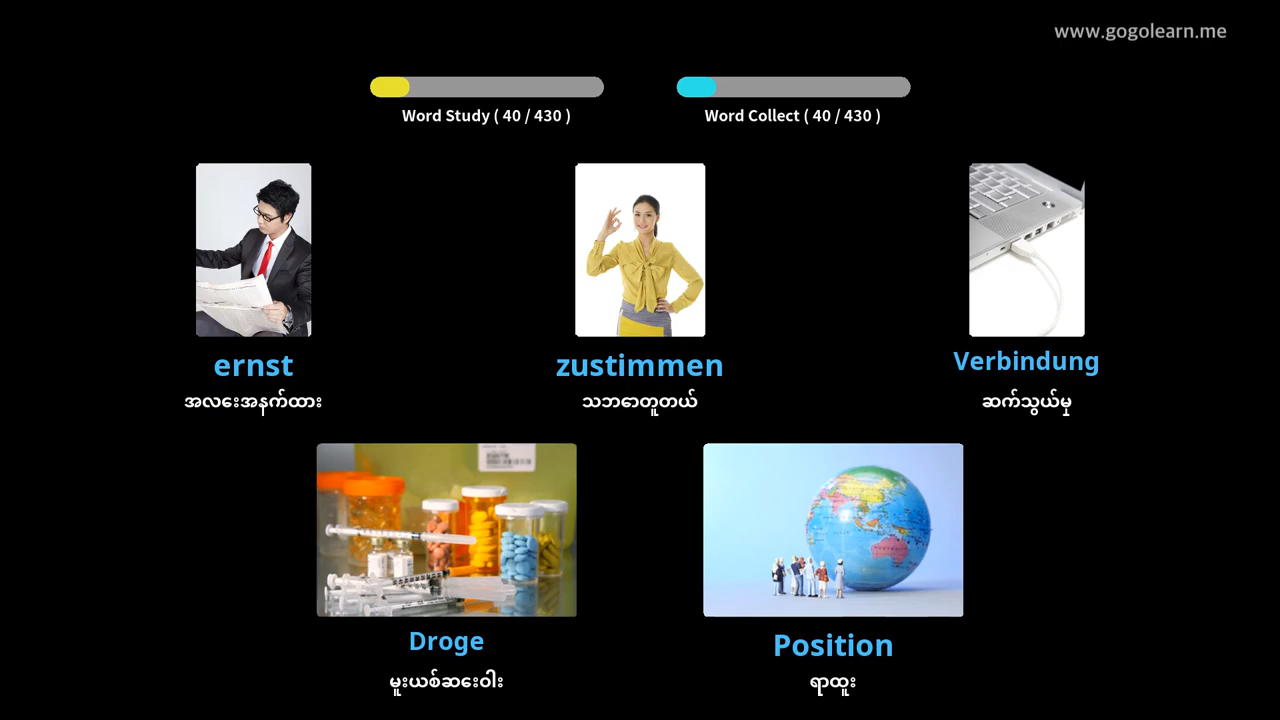 www.gogolearn.me
Word Study ( 40 / 430 )
Word Collect ( 40 / 430 )
ernst
အလေးအနက်ထား
zustimmen
သဘောတူတယ်
Verbindung
ဆက်သွယ်မှု
Droge
မူးယစ်ဆေးဝါး
Position
ရာထူး